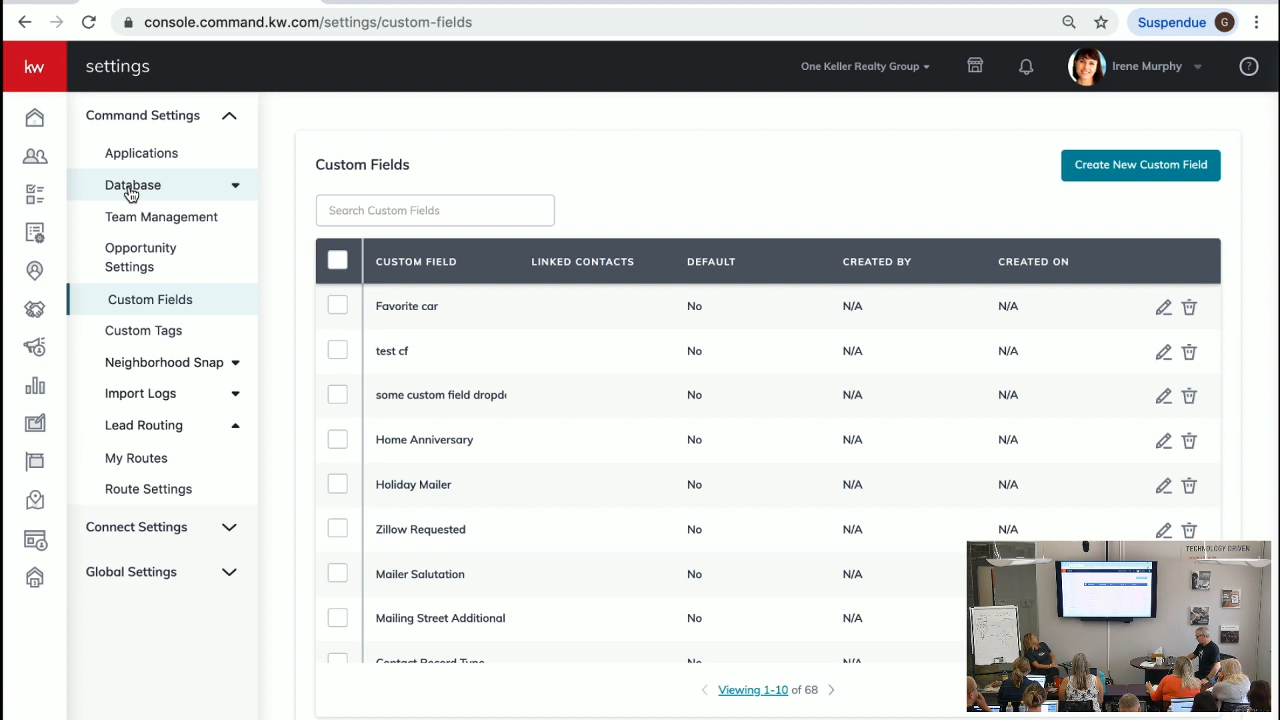 console.command.kw.com/settings/custom-fields
Suspendue G
kw settings One Keller Realty Group Irene Murphy ?
Command Settings
Applications
Database
Team Management
Opportunity
Settings
Custom Fields
Custom Tags
Neighborhood Snap
Import Logs
Lead Routing
My Routes
Route Settings
Connect Settings
Global Settings
Custom Fields Create New Custom Field
Search Custom Fields
CUSTOM FIELD LINKED CONTACTS DEFAULT CREATED BY CREATED ON
Favorite car No N/A N/A
test cf No N/A N/A
some custom field dropd No N/A N/A
Home Anniversary No N/A N/A
Holiday Mailer No N/A N/A
Zillow Requested No N/A N/A
Mailer Salutation No N/A
Mailing Street Additional No N/A
Contact Record Type No N/A
Viewing 1-10 of 68
TECHNOLOGY DRIVEN